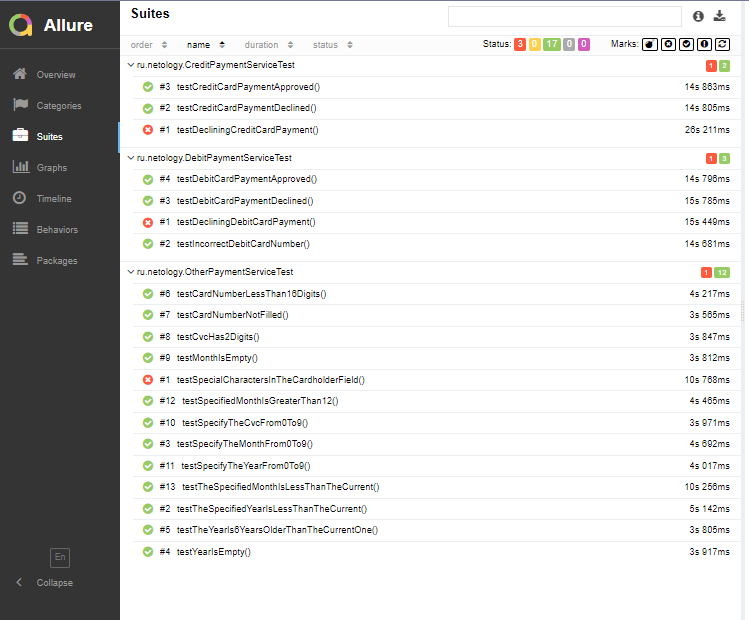 Allure
Overview
Categories
Suites
Graphs
Timeline
Behaviors
Packages
En
Collapse
Suites
order name duration status Status: 3 0 17 0 0 Marks:
ru.netology.CreditPaymentServiceTest 1 2
#3 testCreditCardPaymentApproved() 14s 863ms
#2 testCreditCardPaymentDeclined() 14s 805ms
#1 testDecliningCreditCardPayment() 26s 211ms
ru.netology.DebitPaymentServiceTest 1 3
#4 testDebitCardPaymentApproved() 14s 796ms
#3 testDebitCardPaymentDeclined() 15s 785ms
#1 testDecliningDebitCardPayment() 15s 449ms
#2 testIncorrectDebitCardNumber() 14s 681ms
ru.netology.OtherPaymentServiceTest 1 12
#6 testCardNumberLessThan16Digits() 4s 217ms
#7 testCardNumberNotFilled() 3s 565ms
#8 testCvcHas2Digits() 3s 847ms
#9 testMonthIsEmpty() 3s 812ms
#1 testSpecialCharactersInTheCardholderField() 10s 768ms
#12 testSpecifiedMonthIsGreaterThan12() 4s 465ms
#10 testSpecifyTheCvcFrom0To9() 3s 971ms
#3 testSpecifyTheMonthFrom0To9() 4s 692ms
#11 testSpecifyTheYearFrom0To9() 4s 017ms
#13 testTheSpecifiedMonthIsLessThanTheCurrent() 10s 256ms
#2 testTheSpecifiedYearIsLessThanTheCurrent() 5s 142ms
#5 testTheYearIs6YearsOlderThanTheCurrentOne() 3s 805ms
#4 testYearIsEmpty() 3s 917ms